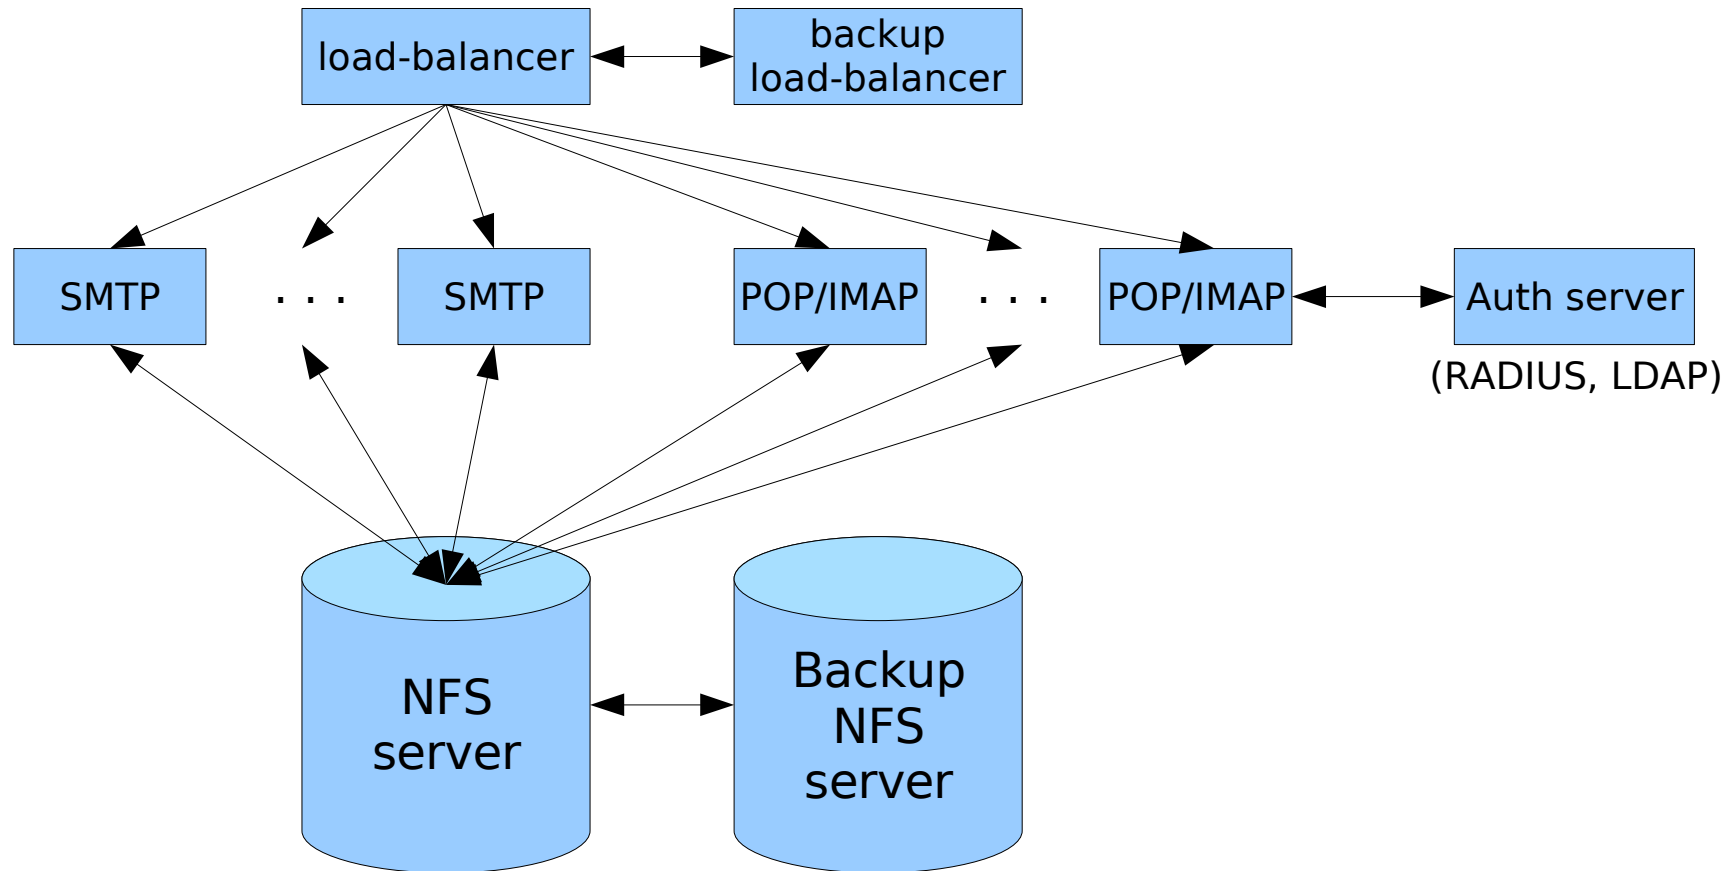 load-balancer
backup
load-balancer
SMTP
. . .
SMTP
POP/IMAP
. . .
POP/IMAP
Auth server
(RADIUS, LDAP)
NFS
server
Backup
NFS
server